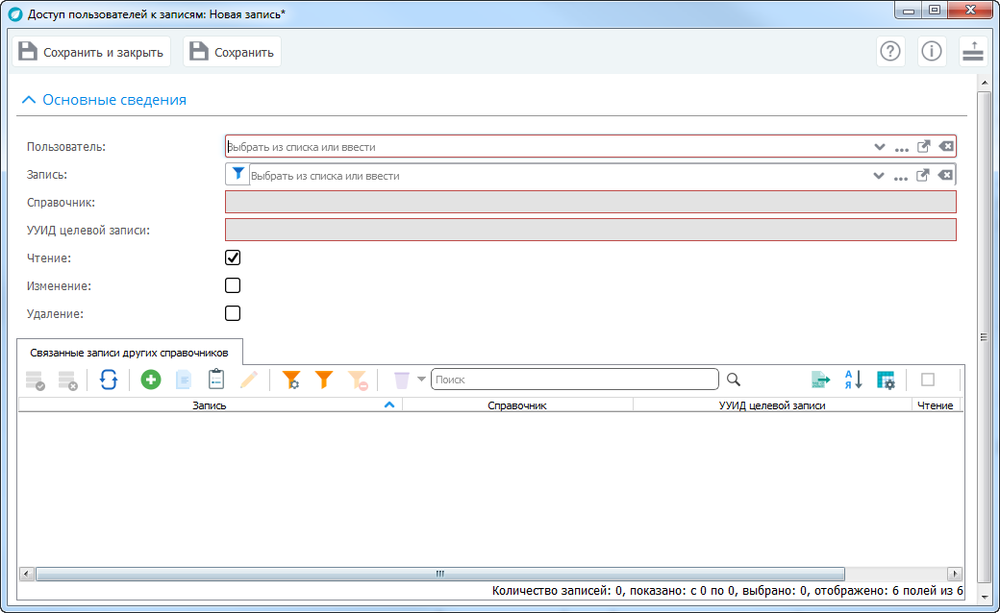 Доступ пользователей к записям: Новая запись*
Сохранить и закрыть Сохранить
Основные сведения
Пользователь: Выбрать из списка или ввести
Запись: Выбрать из списка или ввести
Справочник:
УУИД целевой записи:
Чтение:
Изменение:
Удаление:
Связанные записи других справочников
Поиск А Я
Запись Справочник УУИД целевой записи Чтение
Количество записей: 0, показано: с 0 по 0, выбрано: 0, отображено: 6 полей из 6